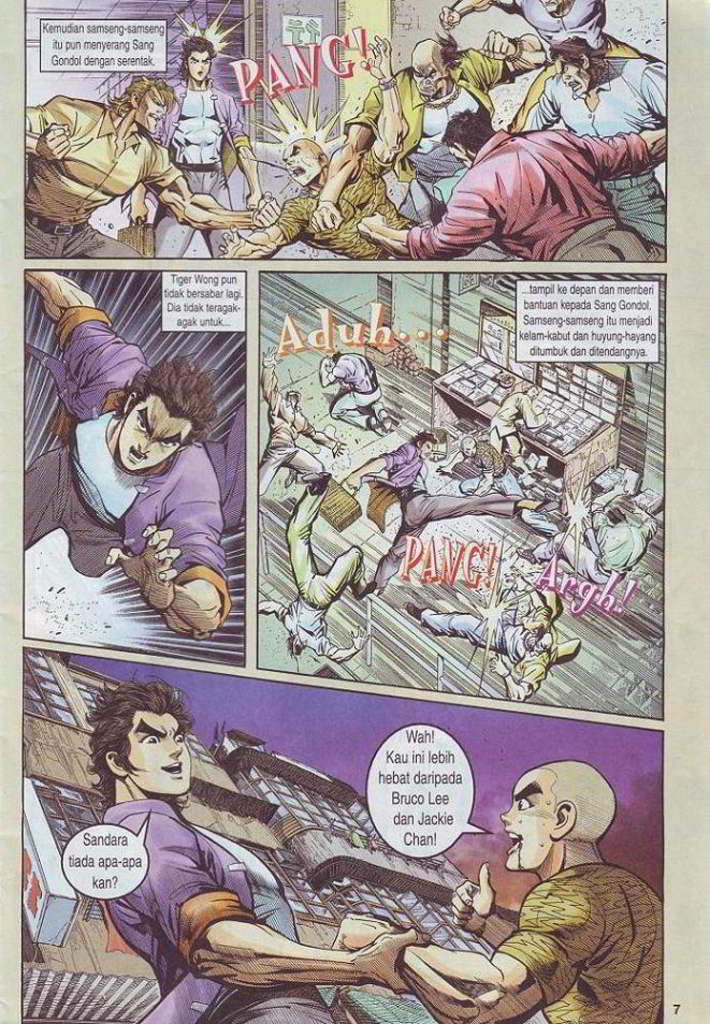 Kemudian samseng-samseng
itu pun menyerang Sang
Gondol dengan serentak.
PANG!
Tiger Wong pun
tidak bersabar lagi.
Dia tidak teragak-
agak untuk...
...tampil ke depan dan memberi
bantuan kepada Sang Gondol.
Samseng-samseng itu menjadi
kelam-kabut dan huyung-hayang
ditumbuk dan ditendangnya.
Aduh...
PANG!
Argh!
Sandara
tiada apa-apa
kan?
Wah!
Kau ini lebih
hebat daripada
Bruco Lee
dan Jackie
Chan!
7